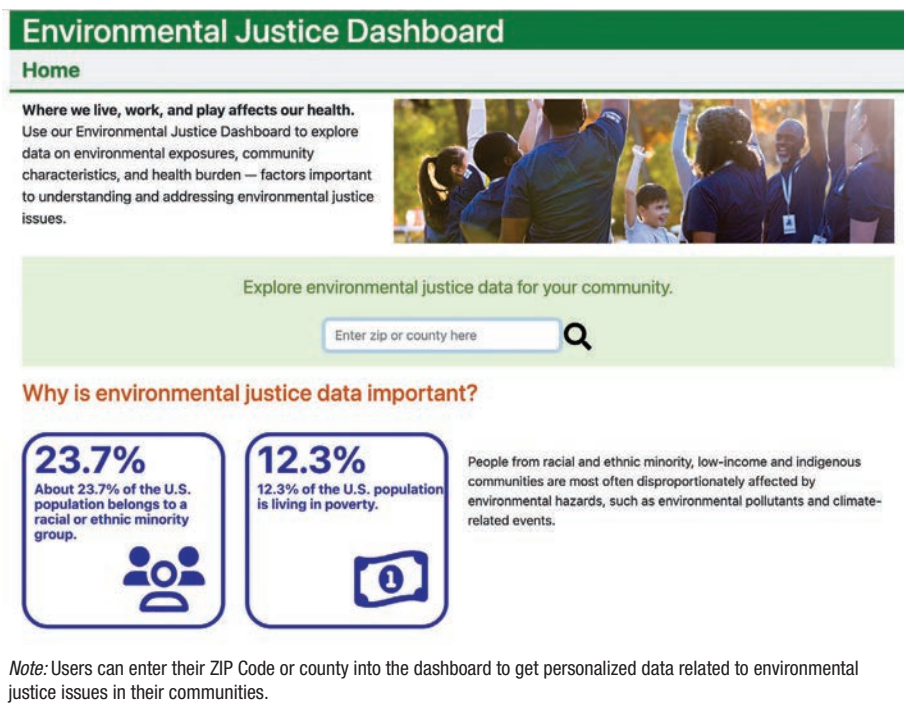 Environmental Justice Dashboard
Home
Where we live, work, and play affects our health.
Use our Environmental Justice Dashboard to explore
data on environmental exposures, community
characteristics, and health burden — factors important
to understanding and addressing environmental justice
issues.
Explore environmental justice data for your community.
Enter zip or county here
Why is environmental justice data important?
23.7%
About 23.7% of the U.S.
population belongs to a
racial or ethnic minority
group.
12.3%
12.3% of the U.S. population
is living in poverty.
1
People from racial and ethnic minority, low-income and indigenous
communities are most often disproportionately affected by
environmental hazards, such as environmental pollutants and climate-
related events.
Note: Users can enter their ZIP Code or county into the dashboard to get personalized data related to environmental
justice issues in their communities.